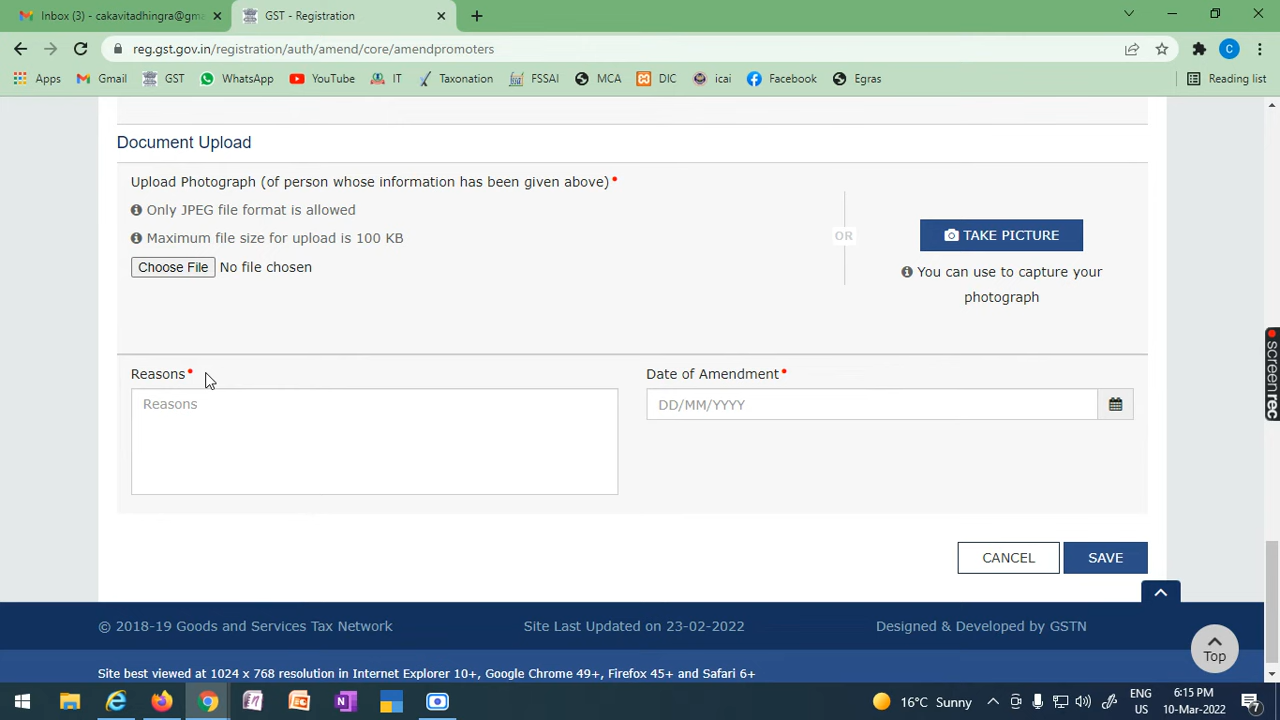 Inbox (3) - cakavitadhingra@gma
GST - Registration
reg.gst.gov.in/registration/auth/amend/core/amendpromoters
Apps
Gmail
GST
WhatsApp
YouTube
IT
Taxonation
FSSAI
MCA
DIC
icai
Facebook
Egras
Reading list
C
Document Upload
Upload Photograph (of person whose information has been given above)*
Only JPEG file format is allowed
Maximum file size for upload is 100 KB
Choose File No file chosen
OR
TAKE PICTURE
You can use to capture your
photograph
Reasons*
Reasons
Date of Amendment*
DD/MM/YYYY
CANCEL
SAVE
© 2018-19 Goods and Services Tax Network
Site Last Updated on 23-02-2022
Designed & Developed by GSTN
Site best viewed at 1024 x 768 resolution in Internet Explorer 10+, Google Chrome 49+, Firefox 45+ and Safari 6+
Top
screenrec
16°C Sunny
ENG
US
6:15 PM
10-Mar-2022
7